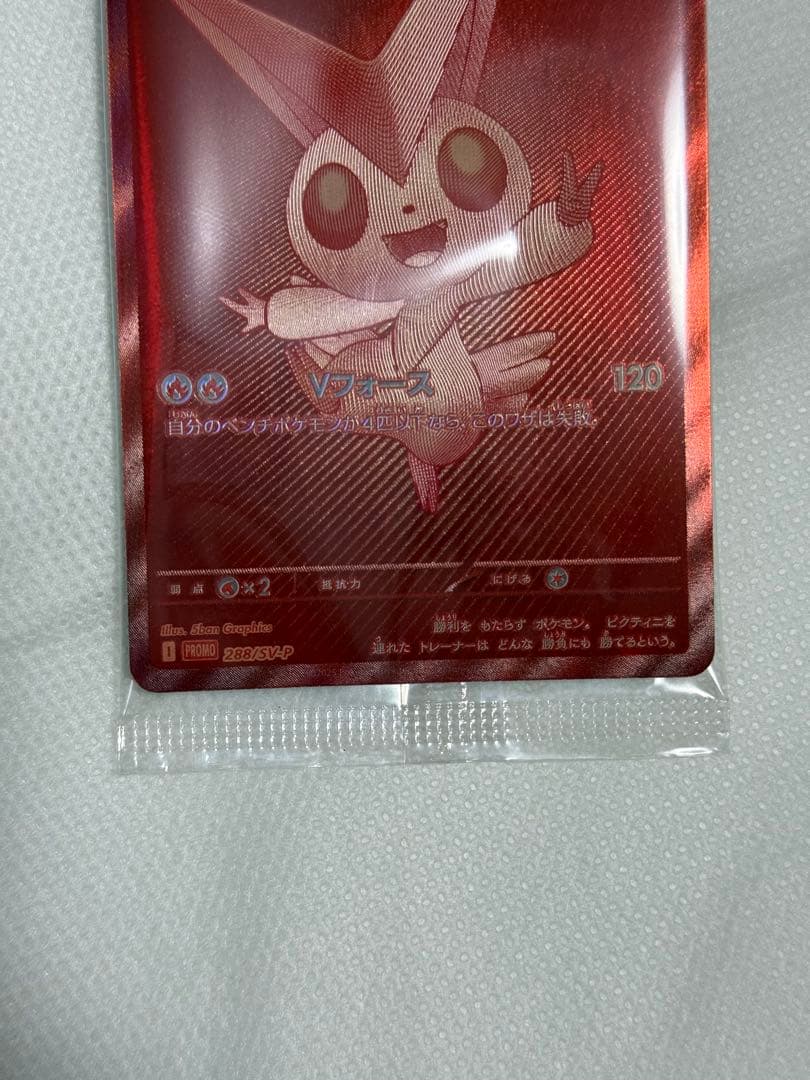 Vフォース 120
自分のベンチポケモンが4匹以下なら、このワザは失敗。
弱点 ×2 抵抗力 にげる
Illus. 5ban Graphics
勝利を もたらす ポケモン。 ビクティニを
連れた トレーナーは どんな 勝負にも 勝てるという。
I PROMO 288/SV-P